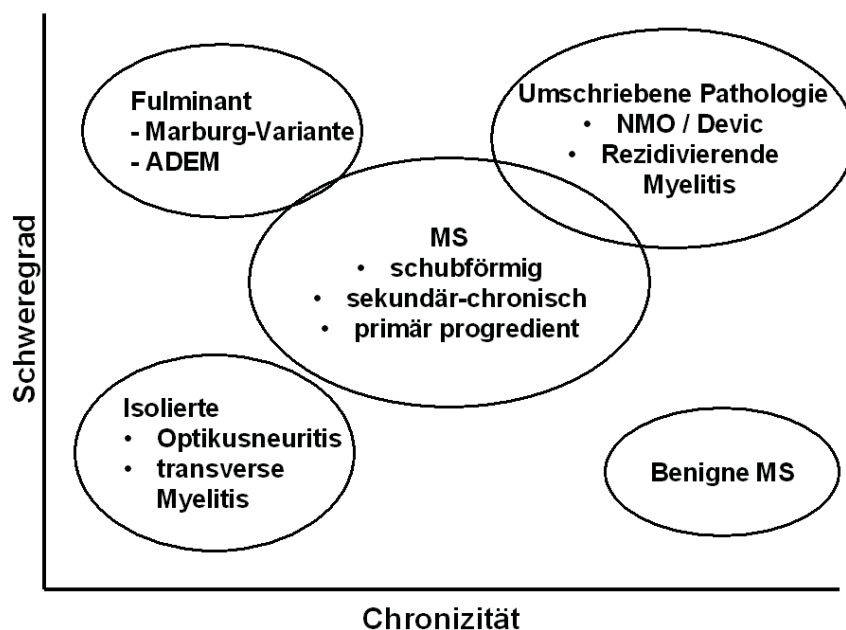 Fulminant
- Marburg-Variante
- ADEM
Umschriebene Pathologie
• NMO / Devic
• Rezidivierende
Myelitis
MS
• schubförmig
• sekundär-chronisch
• primär progredient
Isolierte
• Optikusneuritis
• transverse
Myelitis
Benigne MS
Schweregrad
Chronizität